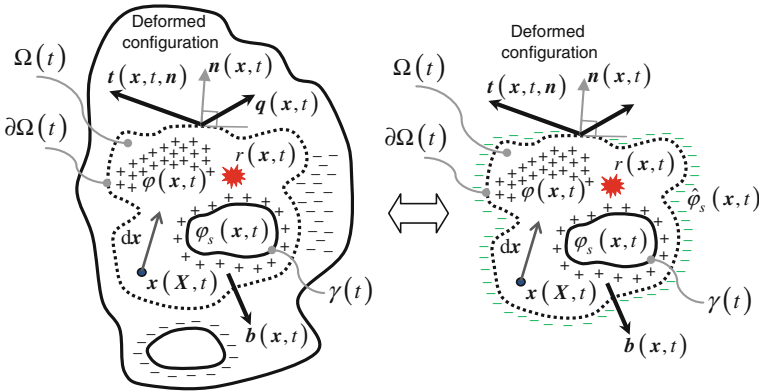 Deformed
configuration
Ω(t)
n(x,t)
t(x,t,n)
q(x,t)
∂Ω(t)
r(x,t)
φ(x,t)
φₛ(x,t)
dx
x(X,t)
γ(t)
b(x,t)
Deformed
configuration
Ω(t)
n(x,t)
t(x,t,n)
∂Ω(t)
r(x,t)
φ(x,t)
φ̂ₛ(x,t)
φₛ(x,t)
dx
x(X,t)
γ(t)
b(x,t)